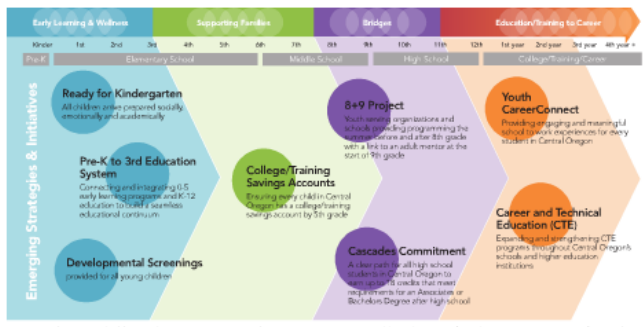 Early Learning & Wellness
Supporting Families
Bridges
Education/Training to Career
Kinder 1st 2nd 3rd 4th 5th 6th 7th 8th 9th 10th 11th 12th 1st year 2nd year 3rd year 4th year +
Pre-K
Elementary School
Middle School
High School
College/Training/Career
Emerging Strategies & Initiatives
Ready for Kindergarten
All children arrive prepared socially,
emotionally and academically
Pre-K to 3rd Education
System
Connecting and integrating 0-5
early learning programs and K-12
education to build a seamless
educational continuum
Developmental Screenings
provided for all young children
College/Training
Savings Accounts
Ensuring every child in Central
Oregon has a college/training
savings account by 5th grade
8+9 Project
Youth serving organizations and
schools providing programming the
summer before and after 8th grade
with a link to an adult mentor at the
start of 9th grade
Cascades Commitment
A clear path for all high school
students in Central Oregon to
earn up to 18 credits that meet
requirements for an Associates or
Bachelors Degree after high school
Youth
CareerConnect
Providing engaging and meaningful
school to work experiences for every
student in Central Oregon
Career and Technical
Education (CTE)
Expanding and strengthening CTE
programs throughout Central Oregon's
schools and higher education
institutions